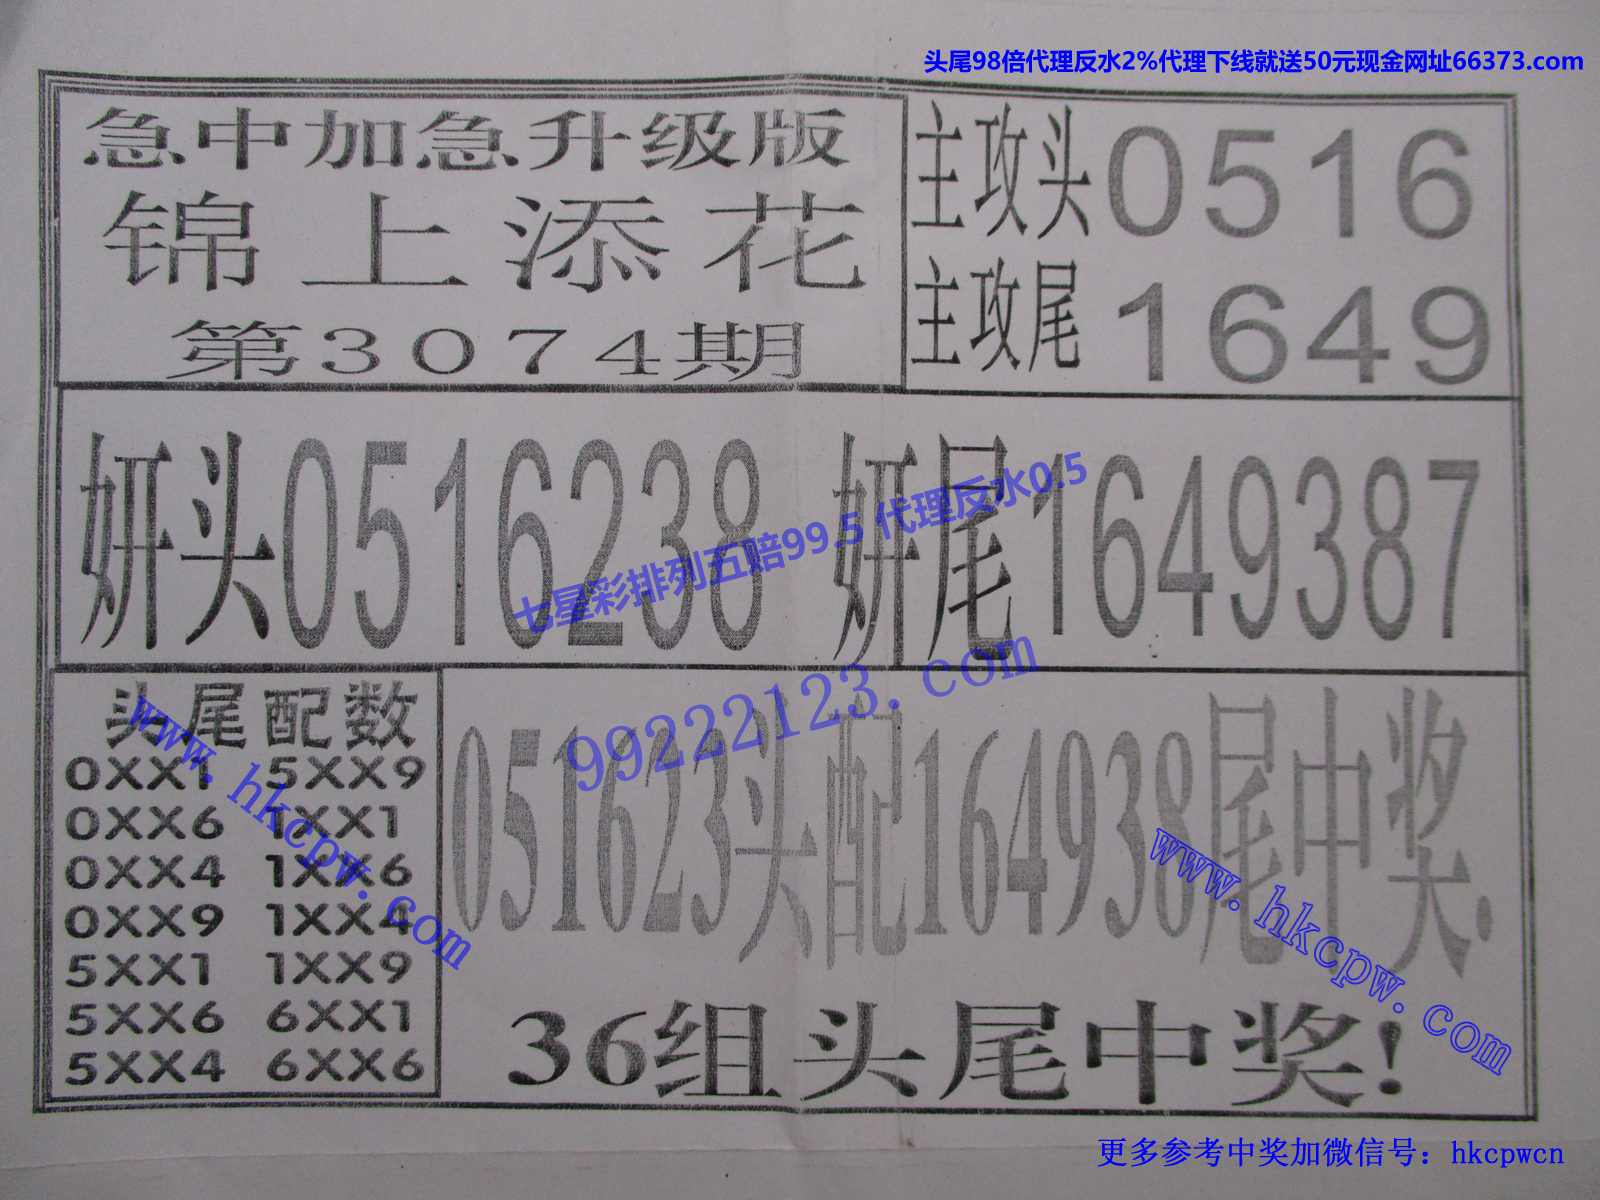 头尾98倍代理反水2%代理下线就送50元现金网址66373.com
急中加急升级版
锦上添花
第3074期
主攻头0516
主攻尾1649
妍头0516238
妍尾1649387
七星彩排列五赔99.5 代理反水0.5
99222123.com
头尾配数
0XX1 5XX9
0XX6 1XX1
0XX4 1XX6
0XX9 1XX4
5XX1 1XX9
5XX6 6XX1
5XX4 6XX6
www.hkcpw.com
051623头配164938尾中奖.
www.hkcpw.com
36组头尾中奖!
更多参考中奖加微信号：hkcpwcn